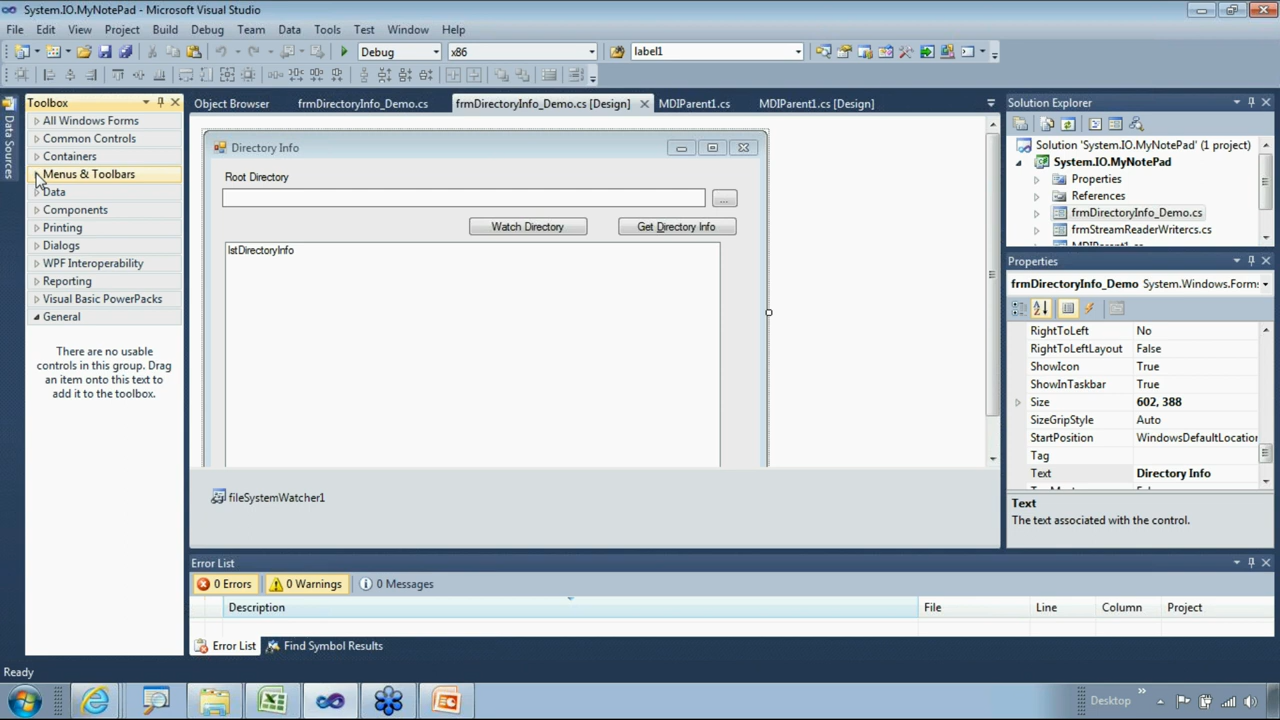 System.IO.MyNotePad - Microsoft Visual Studio
File Edit View Project Build Debug Team Data Tools Test Window Help
Debug x86 label1
Toolbox
Data Sources
All Windows Forms
Common Controls
Containers
Menus & Toolbars
Data
Components
Printing
Dialogs
WPF Interoperability
Reporting
Visual Basic PowerPacks
General
There are no usable
controls in this group. Drag
an item onto this text to
add it to the toolbox.
Object Browser frmDirectoryInfo_Demo.cs frmDirectoryInfo_Demo.cs [Design] MDIParent1.cs MDIParent1.cs [Design]
Directory Info
Root Directory
...
Watch Directory Get Directory Info
lstDirectoryInfo
fileSystemWatcher1
Solution Explorer
Solution 'System.IO.MyNotePad' (1 project)
System.IO.MyNotePad
Properties
References
frmDirectoryInfo_Demo.cs
frmStreamReaderWritercs.cs
MDIParent1.cs
Properties
frmDirectoryInfo_Demo System.Windows.Form
RightToLeft No
RightToLeftLayout False
ShowIcon True
ShowInTaskbar True
Size 602, 388
SizeGripStyle Auto
StartPosition WindowsDefaultLocation
Tag
Text Directory Info
Text
The text associated with the control.
Error List
0 Errors 0 Warnings 0 Messages
Description File Line Column Project
Error List Find Symbol Results
Ready
Desktop